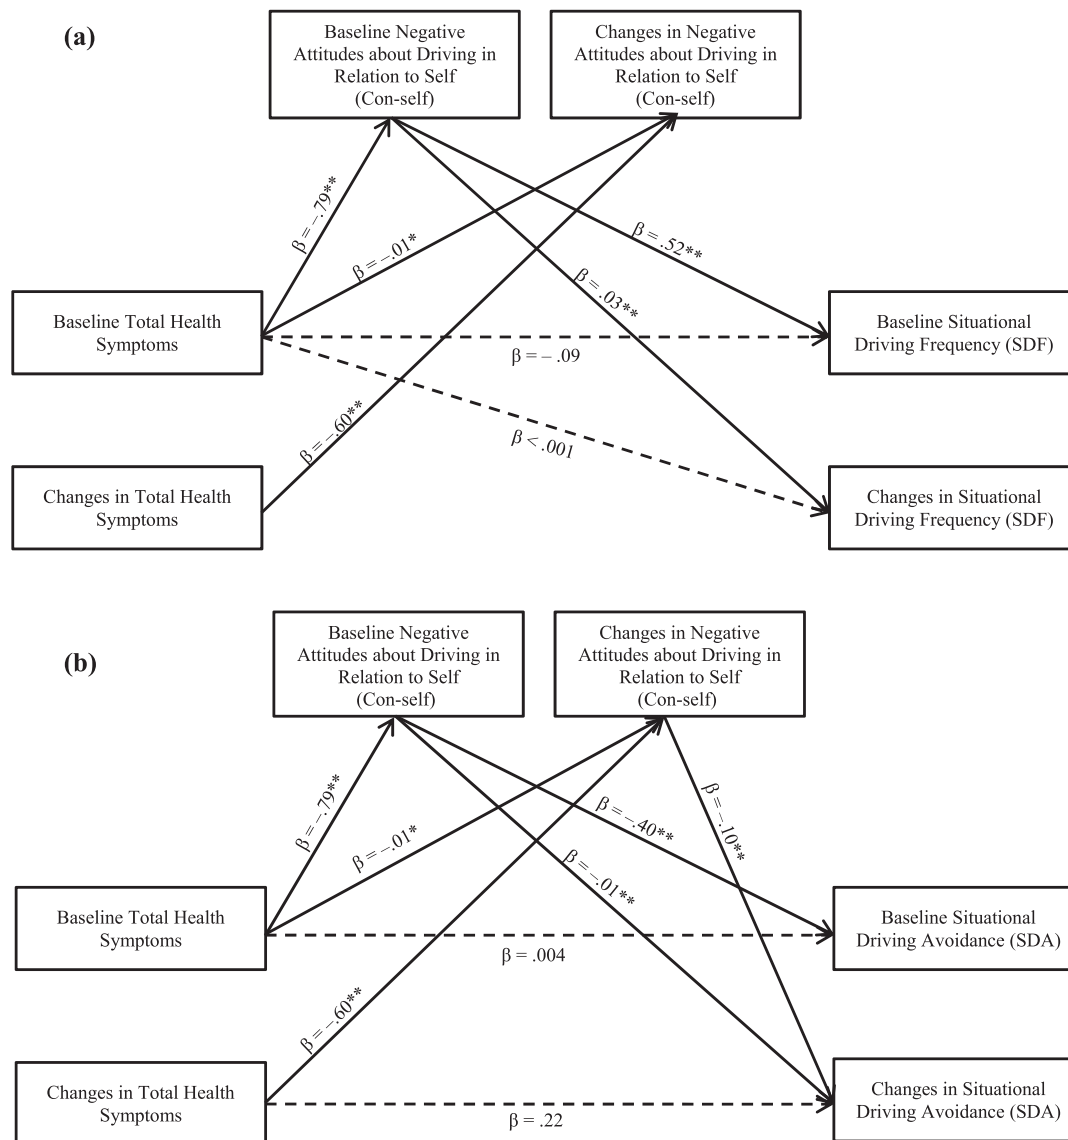 (a)
Baseline Negative
Attitudes about Driving in
Relation to Self
(Con-self)
Changes in Negative
Attitudes about Driving in
Relation to Self
(Con-self)
β = –.79**
β = –.01*
β = .52**
β = .03**
Baseline Total Health
Symptoms
β = – .09
Baseline Situational
Driving Frequency (SDF)
β = –.60**
β < .001
Changes in Total Health
Symptoms
Changes in Situational
Driving Frequency (SDF)
(b)
Baseline Negative
Attitudes about Driving in
Relation to Self
(Con-self)
Changes in Negative
Attitudes about Driving in
Relation to Self
(Con-self)
β = –.79**
β = –.01*
β = –.40**
β = –.10**
β = –.01**
Baseline Total Health
Symptoms
β = .004
Baseline Situational
Driving Avoidance (SDA)
β = –.60**
Changes in Total Health
Symptoms
β = .22
Changes in Situational
Driving Avoidance (SDA)